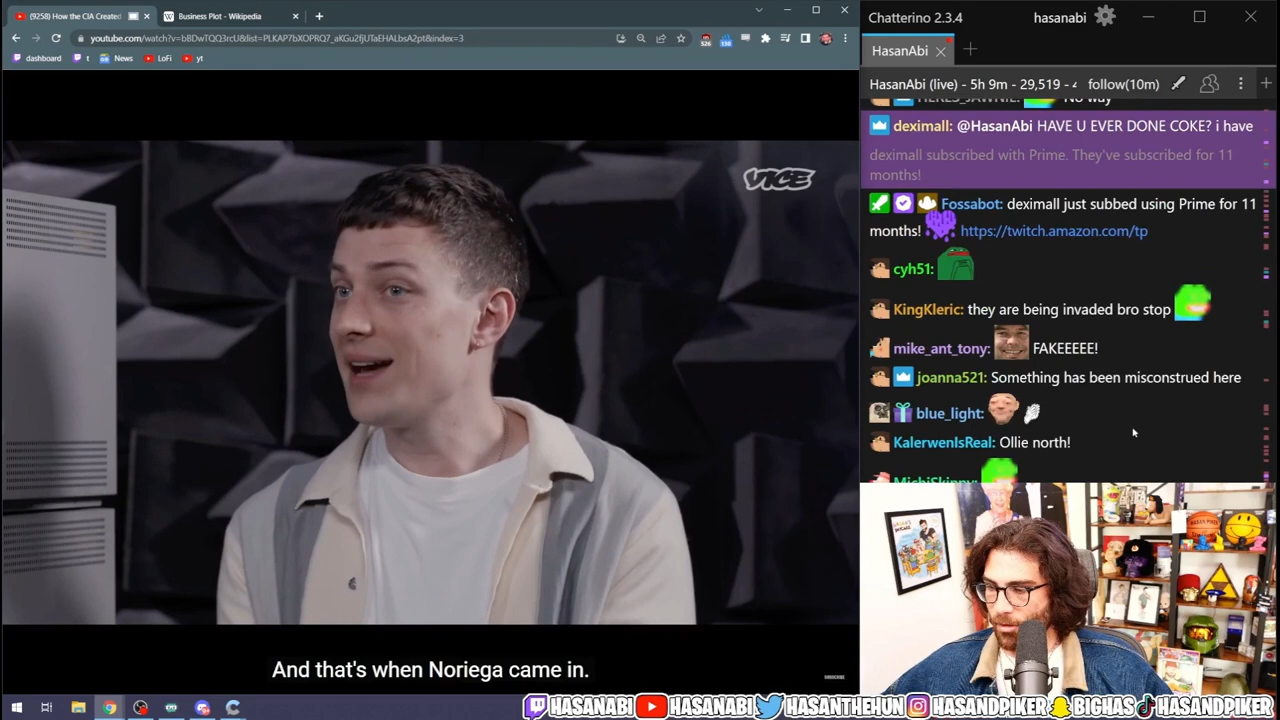 (9258) How the CIA Created
Business Plot - Wikipedia
youtube.com/watch?v=bBDwTQQ3rcU&list=PLKAP7bXOPRQ7_aKGu2fjUTaEHALbsA2pt&index=3
dashboard
t
News
LoFi
yt
VICE
And that's when Noriega came in.
SUBSCRIBE
Chatterino 2.3.4
hasanabi
HasanAbi
HasanAbi (live) - 5h 9m - 29,519 -
follow(10m)
No way
deximall: @HasanAbi HAVE U EVER DONE COKE? i have
deximall subscribed with Prime. They've subscribed for 11
months!
Fossabot: deximall just subbed using Prime for 11
months! https://twitch.amazon.com/tp
cyh51:
KingKleric: they are being invaded bro stop
mike_ant_tony: FAKEEEEE!
joanna521: Something has been misconstrued here
blue_light:
KalerwenIsReal: Ollie north!
MichiSkippy:
HASANABI HASANABI HASANTHEHUN HASANDPIKER BIGHAS HASANDPIKER